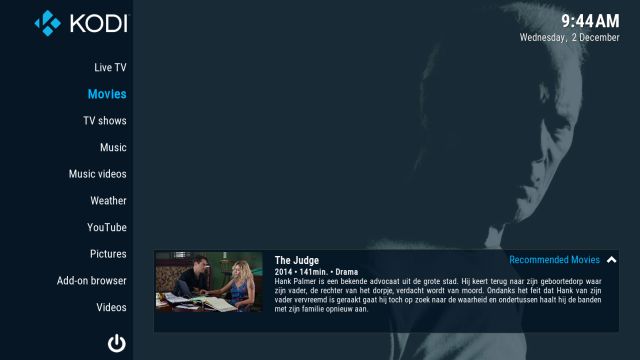 KODI
9:44 AM
Wednesday, 2 December
Live TV
Movies
TV shows
Music
Music videos
Weather
YouTube
Pictures
Add-on browser
Videos
The Judge
Recommended Movies
2014 • 141min. • Drama
Hank Palmer is een bekende advocaat uit de grote stad. Hij keert terug naar zijn geboortedorp waar
zijn vader, de rechter van het dorpje, verdacht wordt van moord. Ondanks het feit dat Hank van zijn
vader vervreemd is geraakt gaat hij toch op zoek naar de waarheid en ondertussen haalt hij de banden
met zijn familie opnieuw aan.